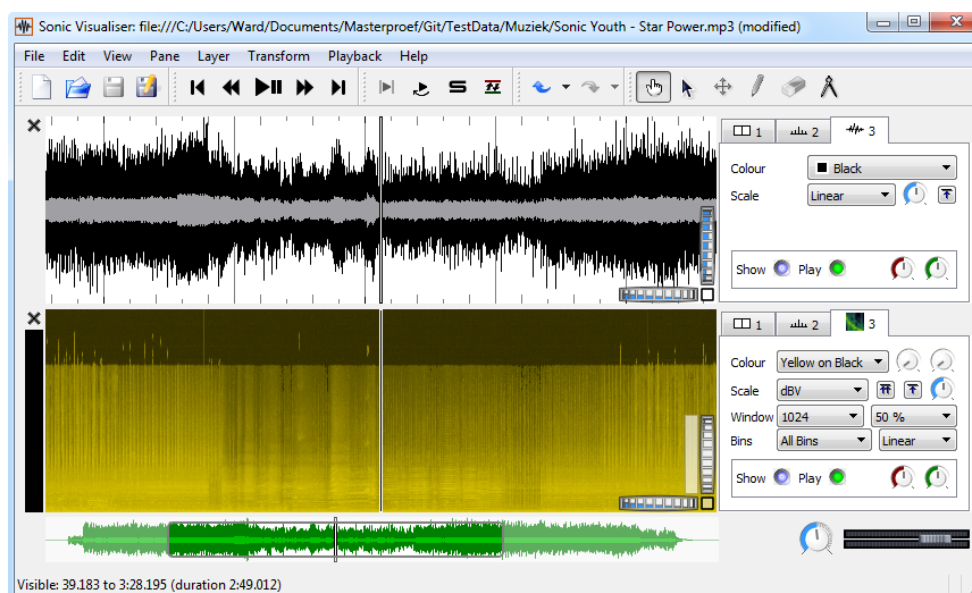 Sonic Visualiser: file:///C:/Users/Ward/Documents/Masterproef/Git/TestData/Muziek/Sonic Youth - Star Power.mp3 (modified)
File Edit View Pane Layer Transform Playback Help
1 2 3
Colour Black
Scale Linear
Show Play
1 2 3
Colour Yellow on Black
Scale dBV
Window 1024 50 %
Bins All Bins Linear
Show Play
Visible: 39.183 to 3:28.195 (duration 2:49.012)